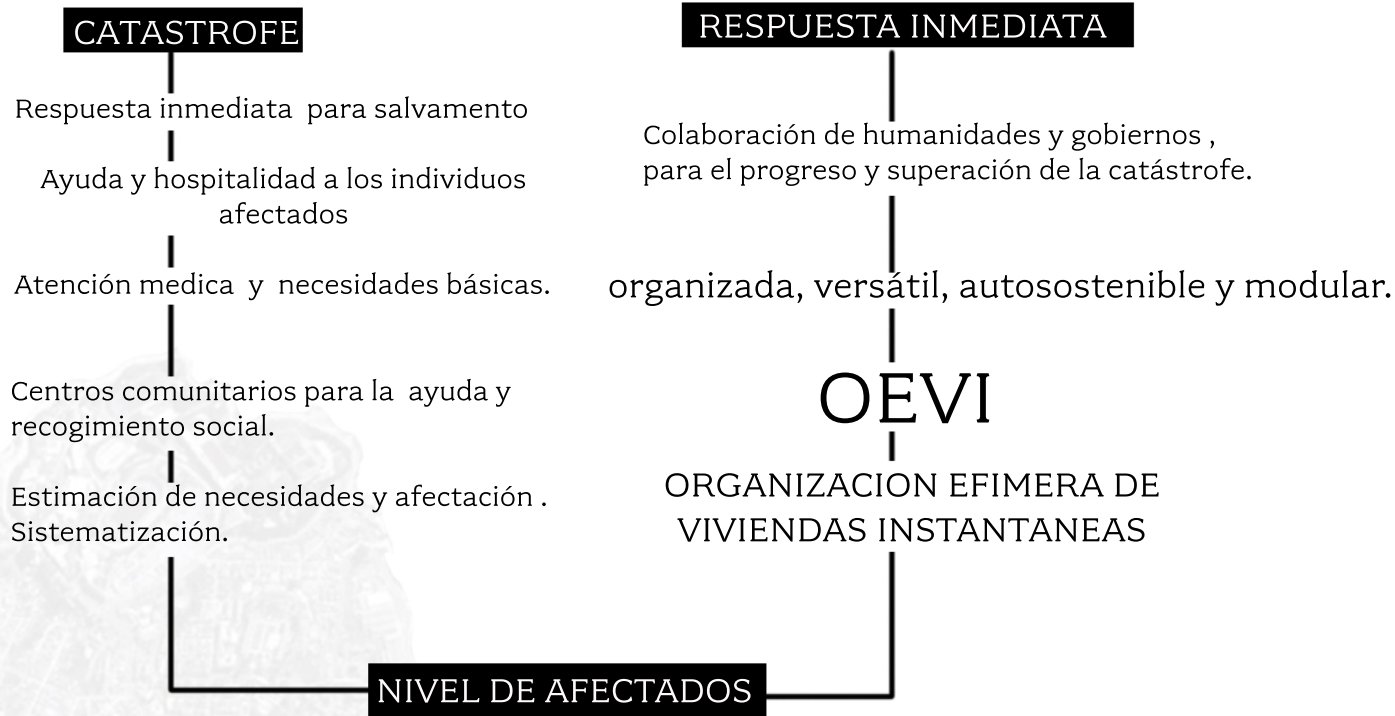 CATASTROFE
Respuesta inmediata para salvamento
Ayuda y hospitalidad a los individuos
afectados
Atención medica y necesidades básicas.
Centros comunitarios para la ayuda y
recogimiento social.
Estimación de necesidades y afectación .
Sistematización.
RESPUESTA INMEDIATA
Colaboración de humanidades y gobiernos ,
para el progreso y superación de la catástrofe.
organizada, versátil, autosostenible y modular.
OEVI
ORGANIZACION EFIMERA DE
VIVIENDAS INSTANTANEAS
NIVEL DE AFECTADOS